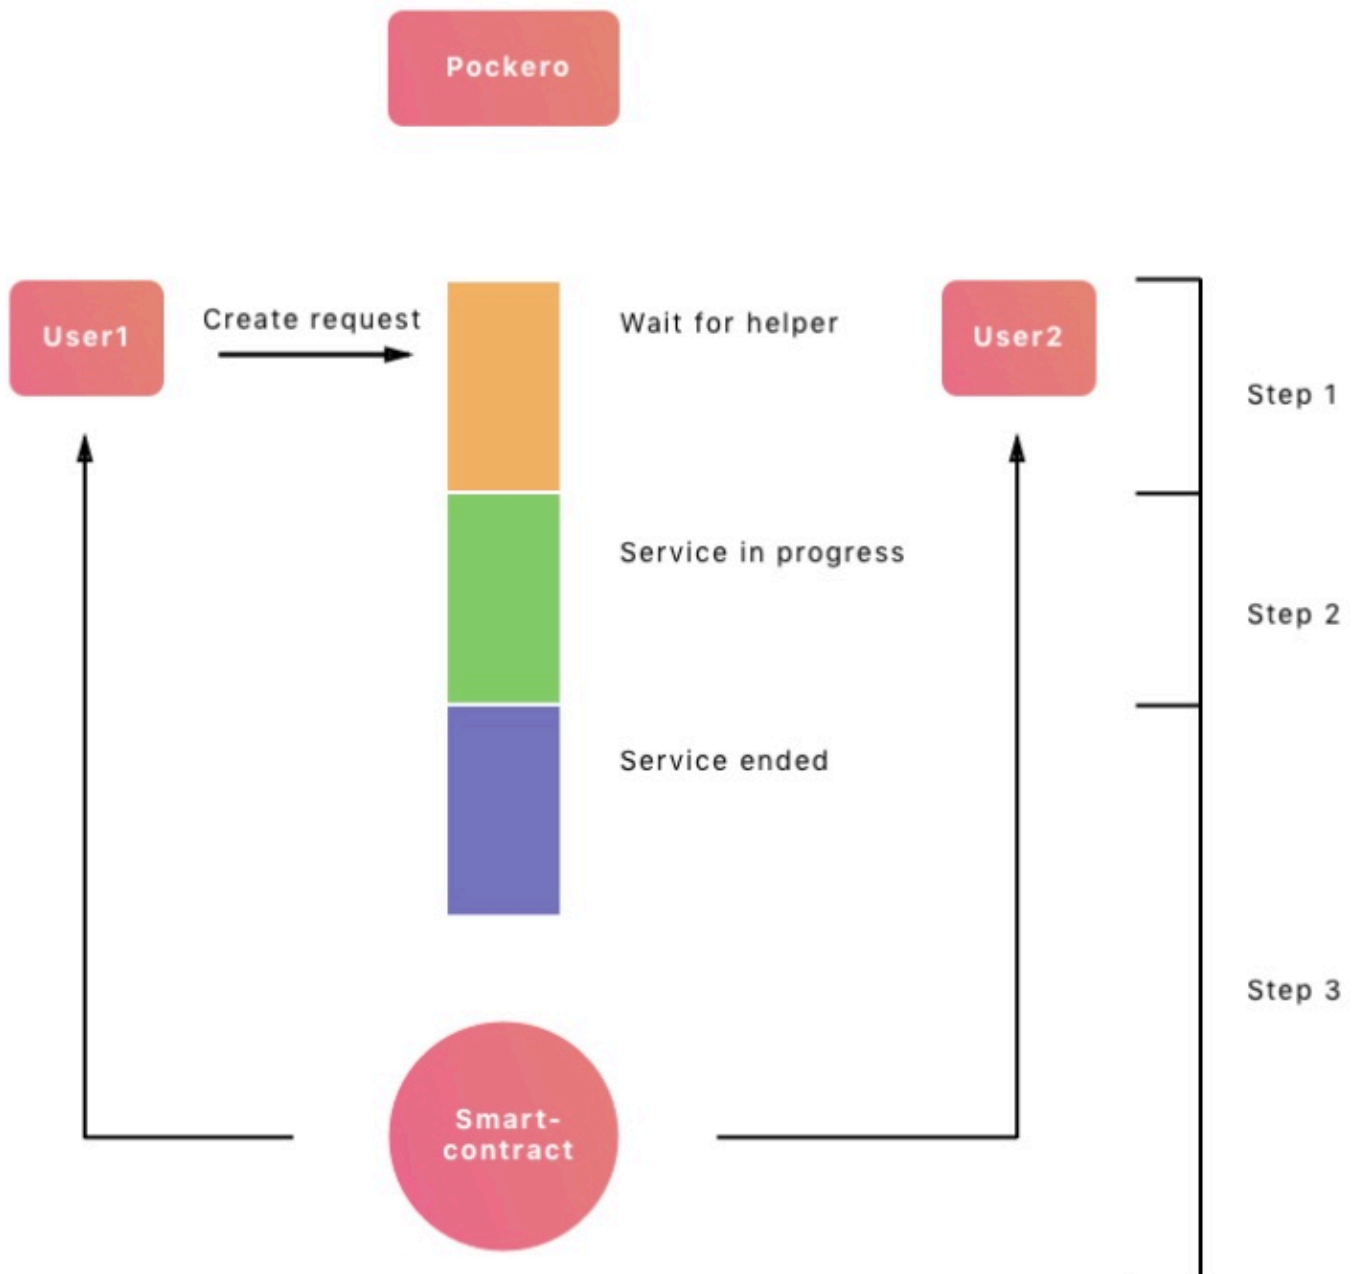 Pockero
User1
Create request
Wait for helper
User2
Step 1
Service in progress
Step 2
Service ended
Step 3
Smart-
contract